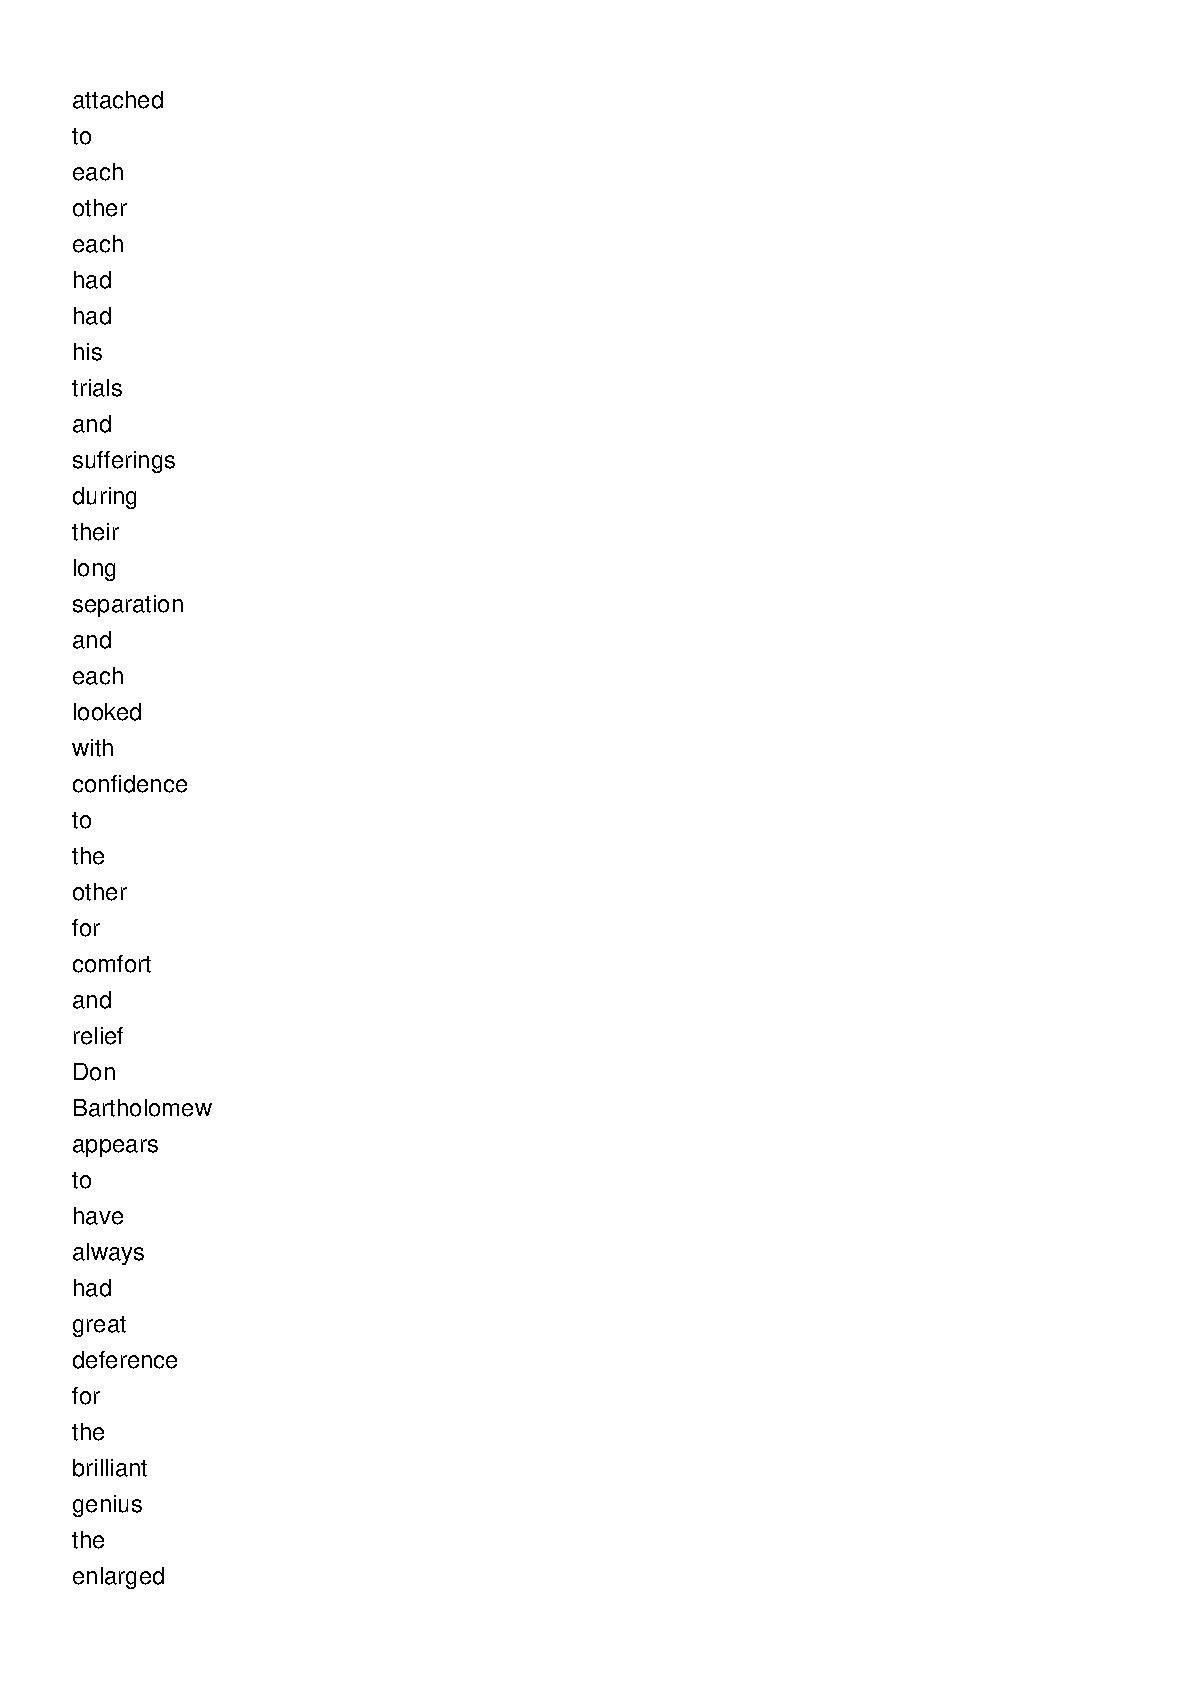 attached
to
each
other
each
had
had
his
trials
and
sufferings
during
their
long
separation
and
each
looked
with
confidence
to
the
other
for
comfort
and
relief
Don
Bartholomew
appears
to
have
always
had
great
deference
for
the
brilliant
genius
the
enlarged